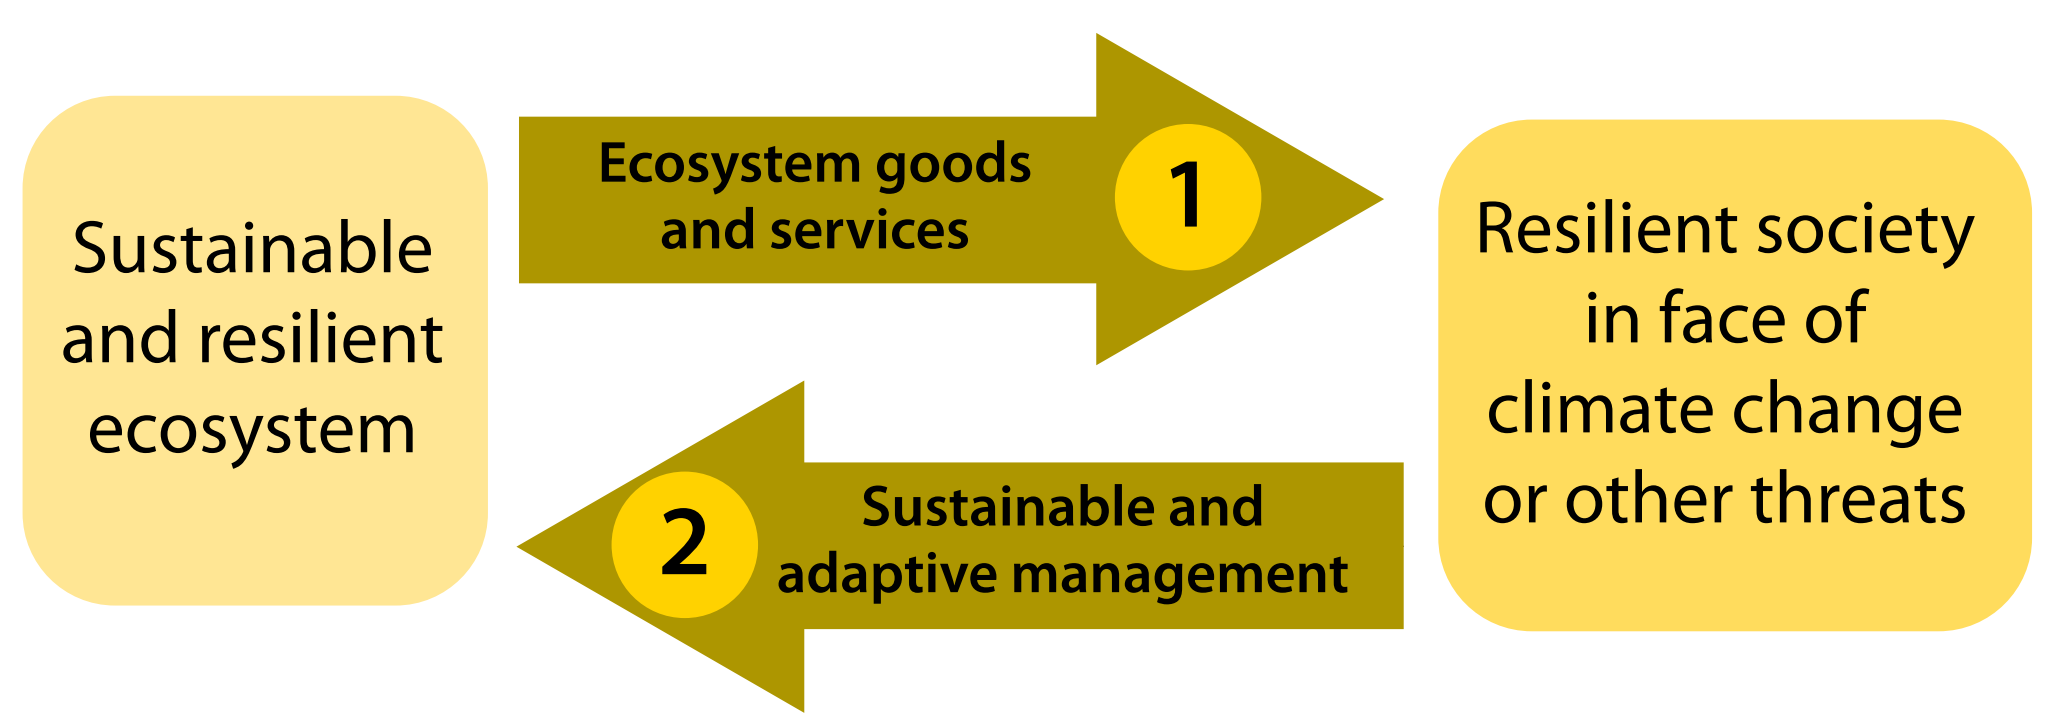 Sustainable
and resilient
ecosystem
Ecosystem goods
and services
1
2
Sustainable and
adaptive management
Resilient society
in face of
climate change
or other threats